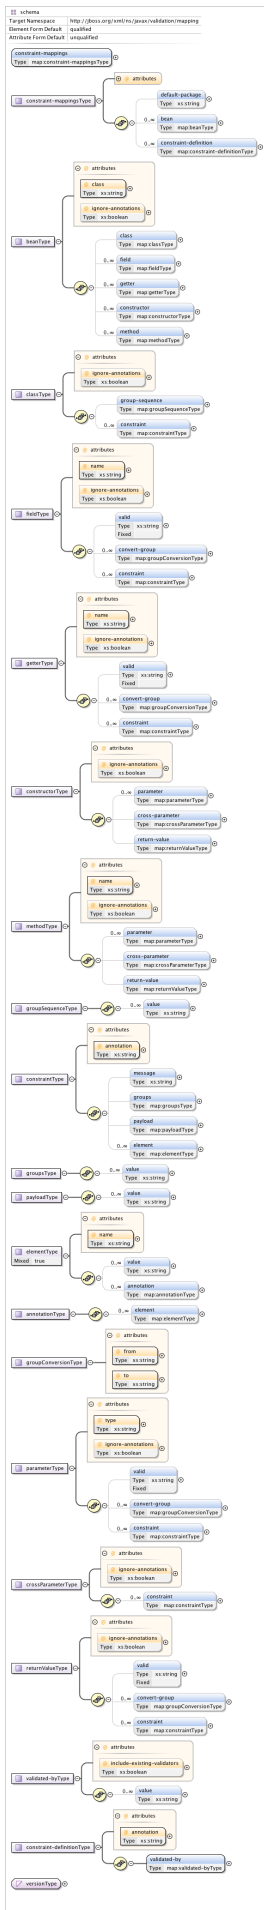 schema
Target Namespace http://jboss.org/xml/ns/javax/validation/mapping
Element Form Default qualified
Attribute Form Default unqualified
constraint-mappings
Type map:constraint-mappingsType
attributes
constraint-mappingsType
default-package
Type xs:string
0..∞ bean
Type map:beanType
0..∞ constraint-definition
Type map:constraint-definitionType
attributes
class
Type xs:string
ignore-annotations
Type xs:boolean
beanType
class
Type map:classType
0..∞ field
Type map:fieldType
0..∞ getter
Type map:getterType
0..∞ constructor
Type map:constructorType
0..∞ method
Type map:methodType
attributes
ignore-annotations
Type xs:boolean
classType
group-sequence
Type map:groupSequenceType
0..∞ constraint
Type map:constraintType
attributes
name
Type xs:string
ignore-annotations
Type xs:boolean
fieldType
valid
Type xs:string
Fixed
0..∞ convert-group
Type map:groupConversionType
0..∞ constraint
Type map:constraintType
attributes
name
Type xs:string
ignore-annotations
Type xs:boolean
getterType
valid
Type xs:string
Fixed
0..∞ convert-group
Type map:groupConversionType
0..∞ constraint
Type map:constraintType
attributes
ignore-annotations
Type xs:boolean
constructorType
0..∞ parameter
Type map:parameterType
cross-parameter
Type map:crossParameterType
return-value
Type map:returnValueType
attributes
name
Type xs:string
ignore-annotations
Type xs:boolean
methodType
0..∞ parameter
Type map:parameterType
cross-parameter
Type map:crossParameterType
return-value
Type map:returnValueType
groupSequenceType
0..∞ value
Type xs:string
attributes
annotation
Type xs:string
constraintType
message
Type xs:string
groups
Type map:groupsType
payload
Type map:payloadType
0..∞ element
Type map:elementType
groupsType
0..∞ value
Type xs:string
payloadType
0..∞ value
Type xs:string
attributes
name
Type xs:string
elementType
Mixed true
0..∞ value
Type xs:string
0..∞ annotation
Type map:annotationType
annotationType
0..∞ element
Type map:elementType
attributes
from
Type xs:string
groupConversionType
to
Type xs:string
attributes
type
Type xs:string
ignore-annotations
Type xs:boolean
parameterType
valid
Type xs:string
Fixed
0..∞ convert-group
Type map:groupConversionType
0..∞ constraint
Type map:constraintType
attributes
ignore-annotations
Type xs:boolean
crossParameterType
0..∞ constraint
Type map:constraintType
attributes
ignore-annotations
Type xs:boolean
returnValueType
valid
Type xs:string
Fixed
0..∞ convert-group
Type map:groupConversionType
0..∞ constraint
Type map:constraintType
attributes
include-existing-validators
Type xs:boolean
validated-byType
0..∞ value
Type xs:string
attributes
annotation
Type xs:string
constraint-definitionType
validated-by
Type map:validated-byType
versionType